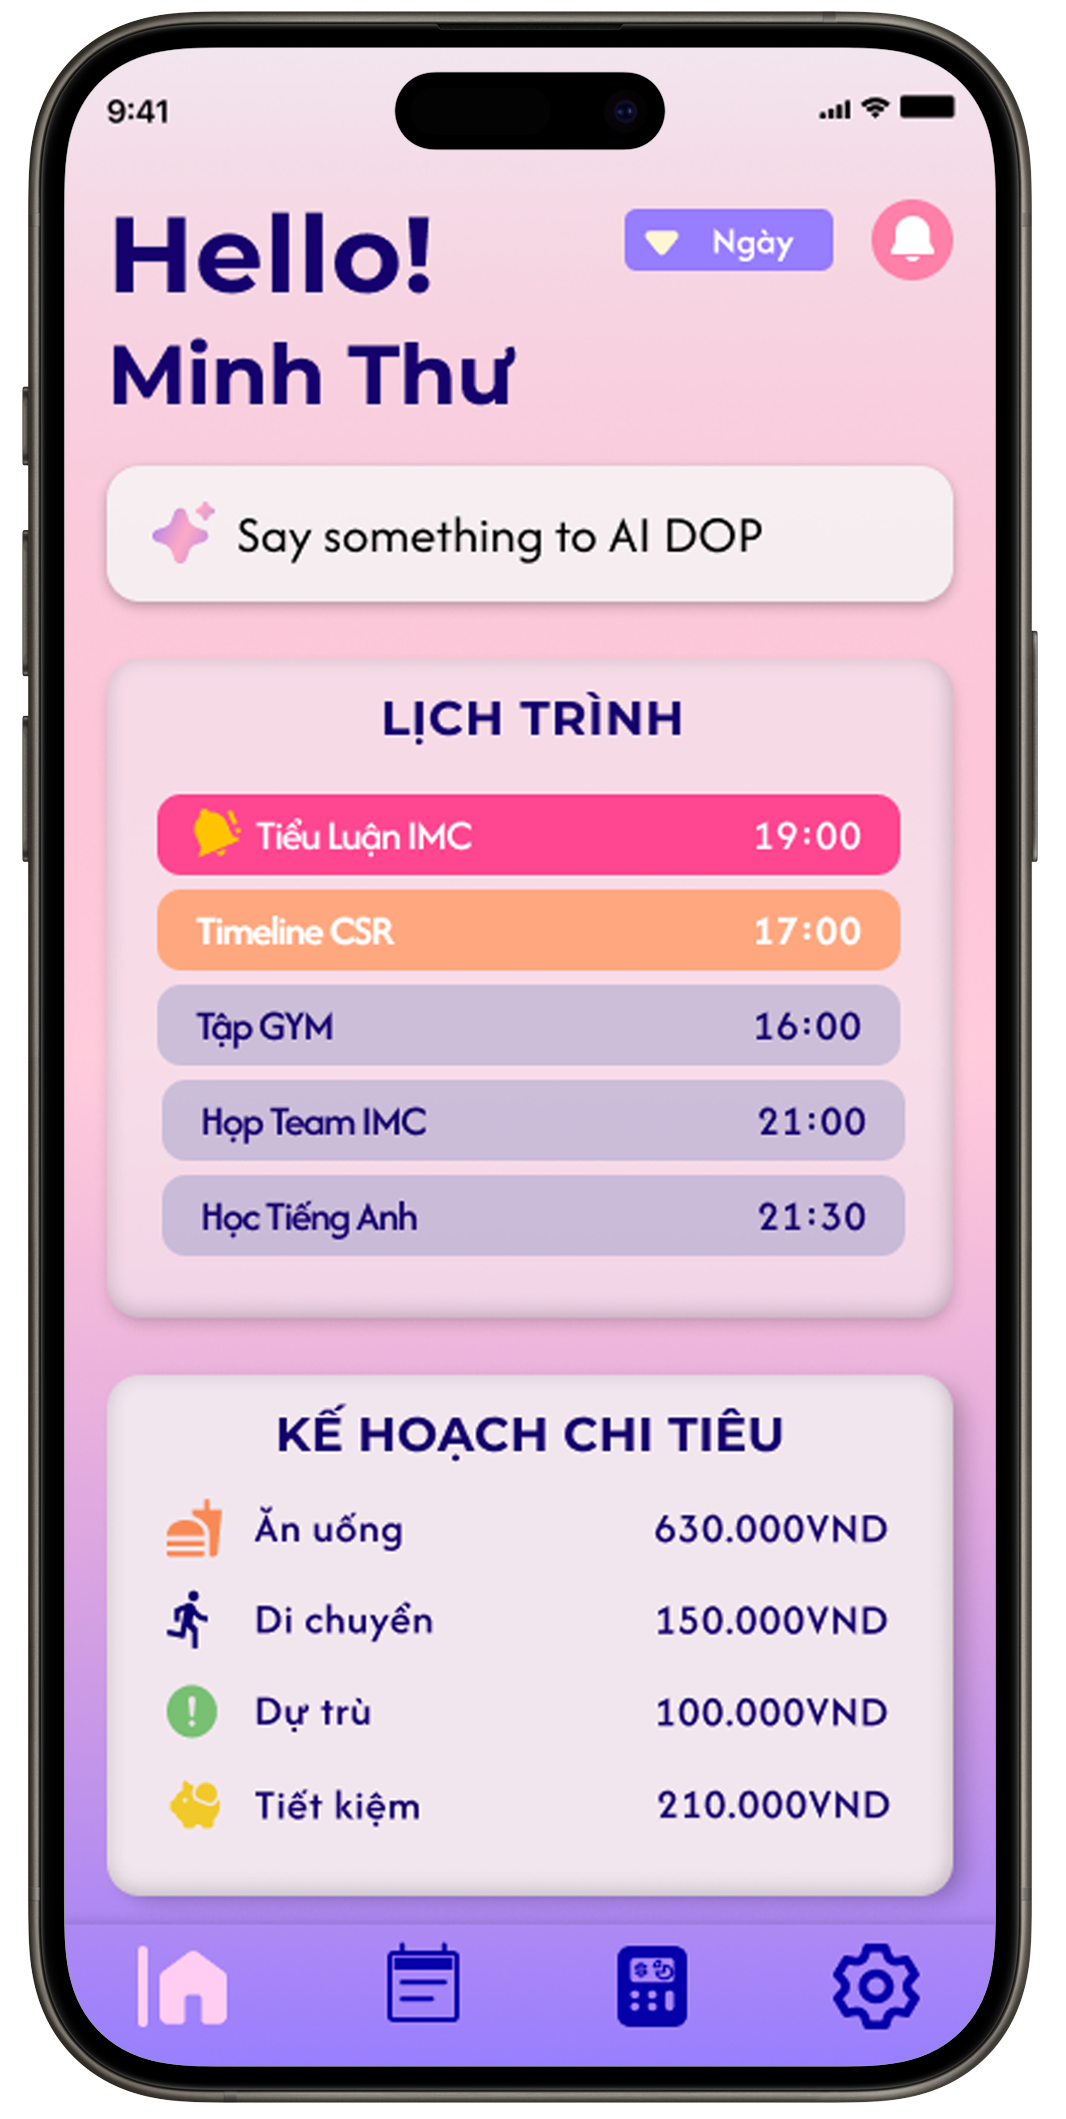 9:41
Hello!
Ngày
Minh Thư
Say something to AI DOP
LỊCH TRÌNH
Tiểu Luận IMC 19:00
Timeline CSR 17:00
Tập GYM 16:00
Họp Team IMC 21:00
Học Tiếng Anh 21:30
KẾ HOẠCH CHI TIÊU
Ăn uống 630.000VND
Di chuyển 150.000VND
Dự trù 100.000VND
Tiết kiệm 210.000VND